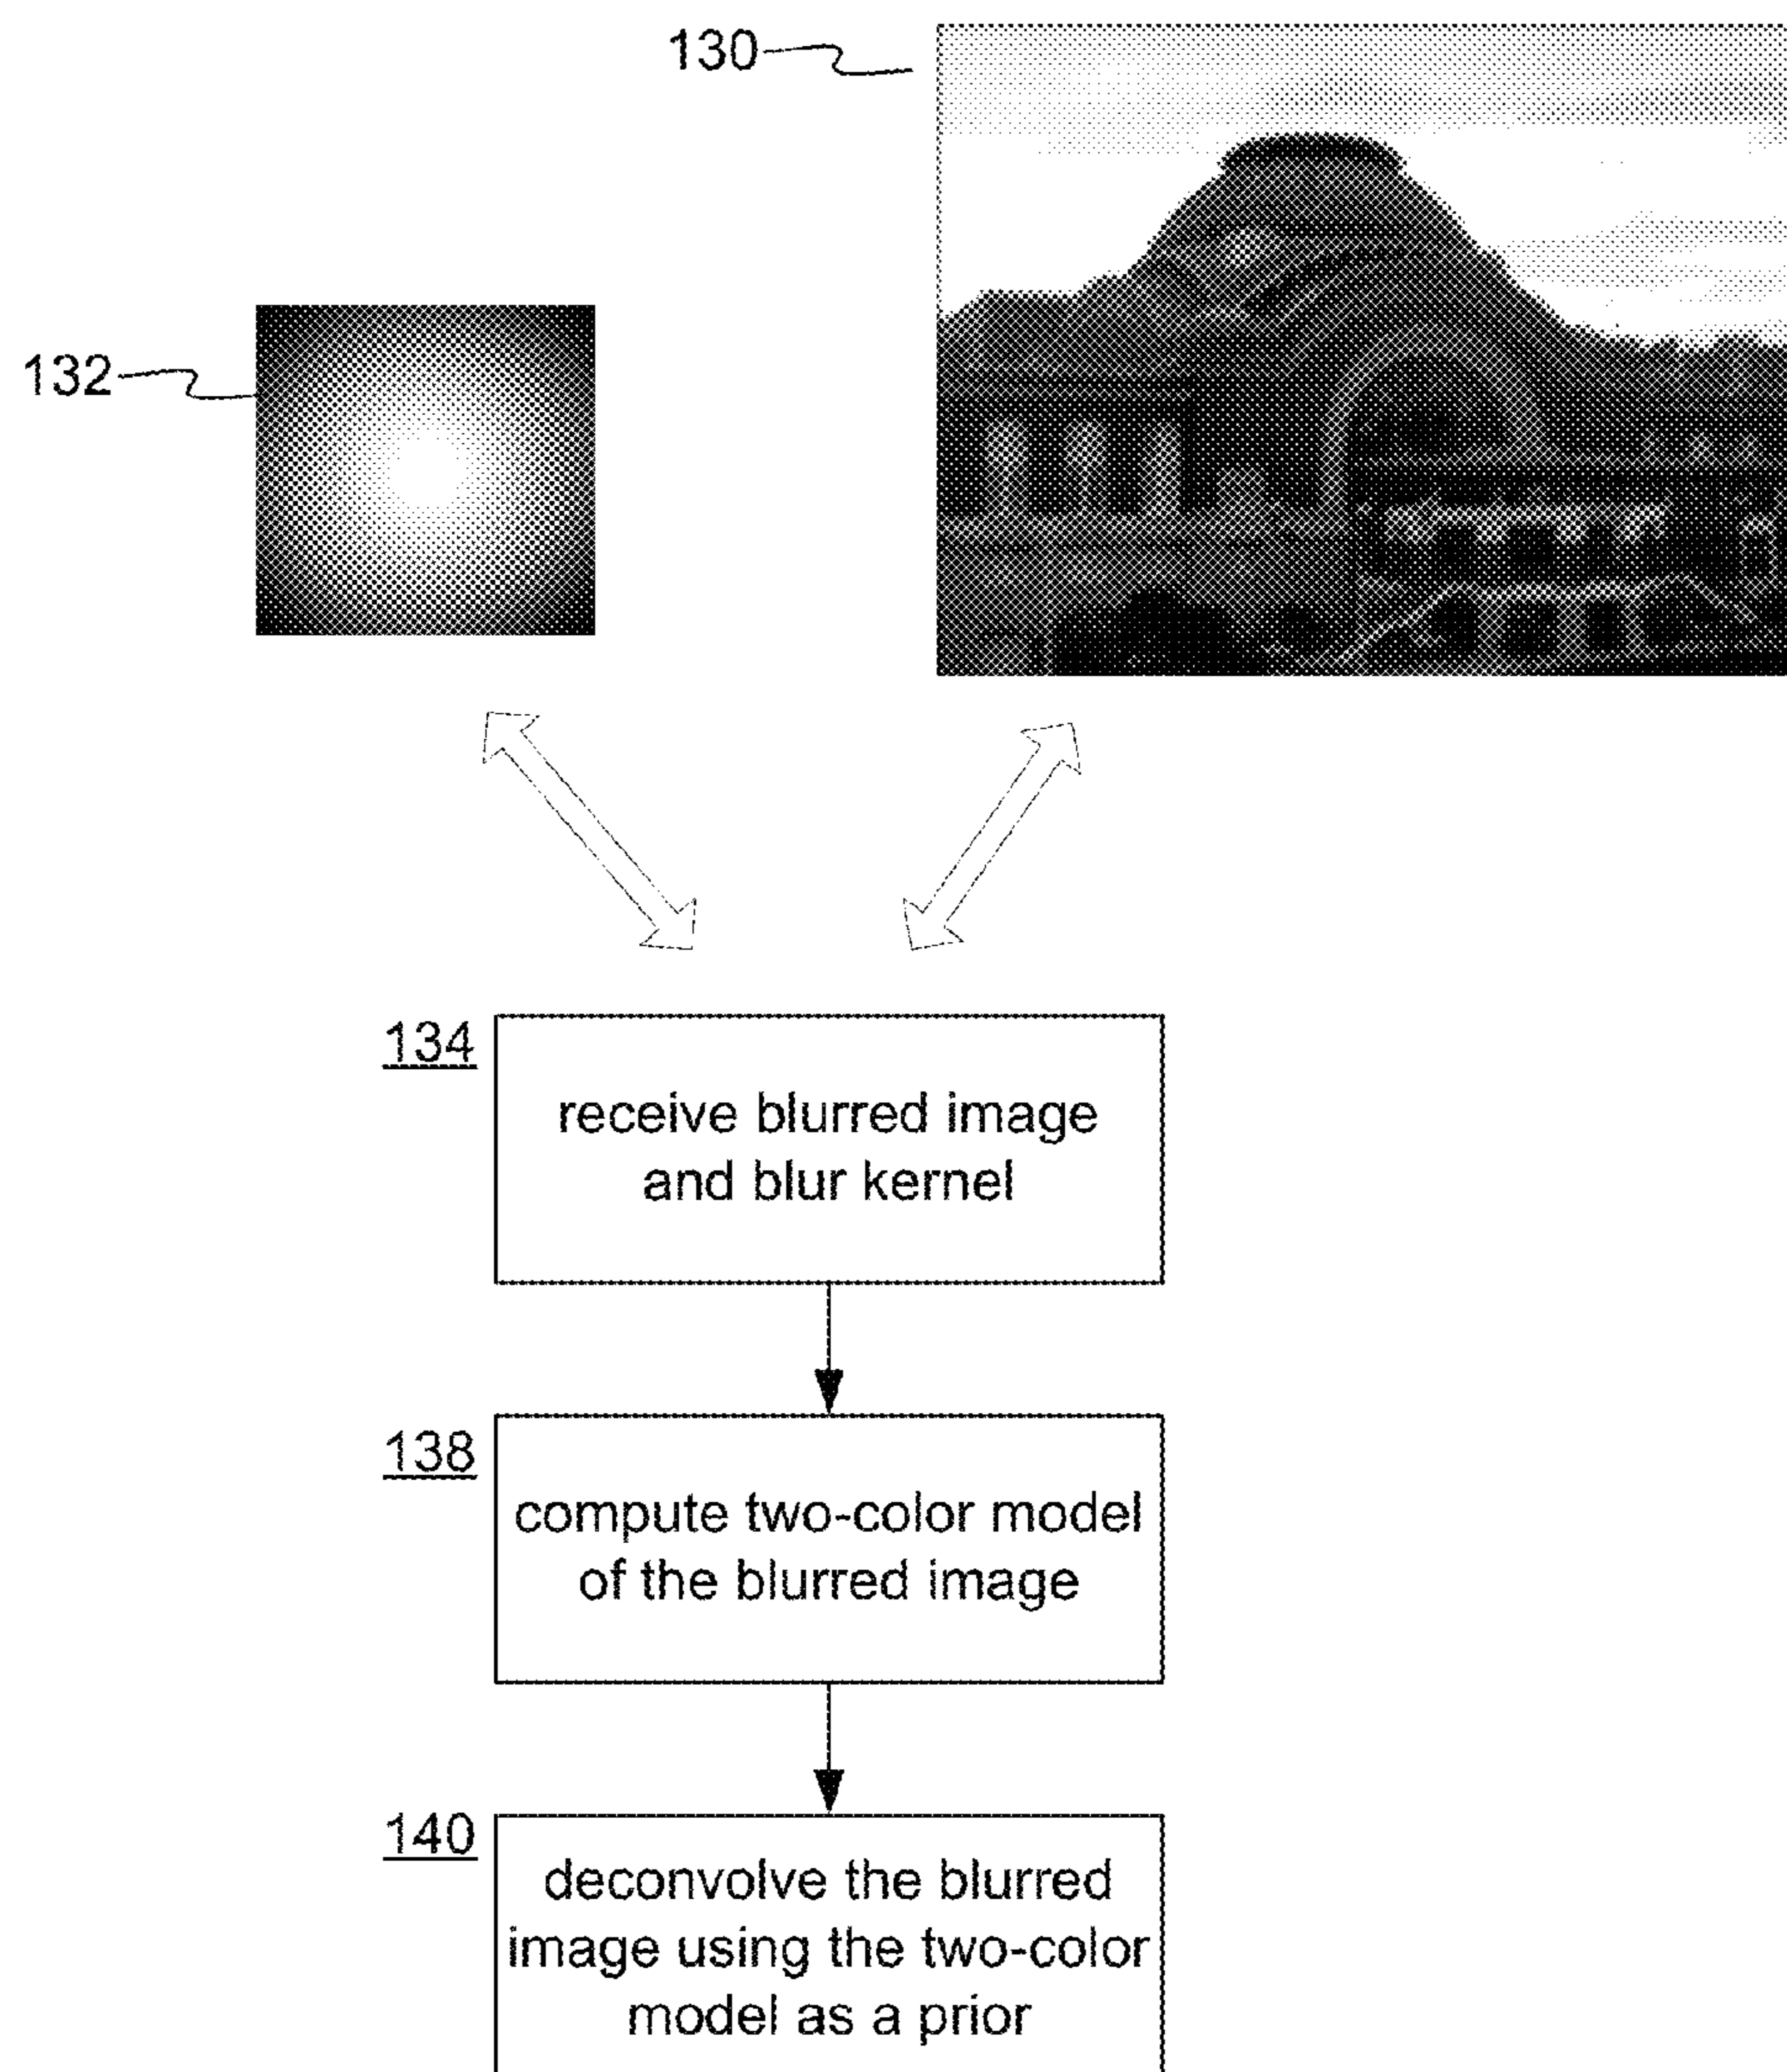 130
132
134
receive blurred image
and blur kernel
138
compute two-color model
of the blurred image
140
deconvolve the blurred
image using the two-color
model as a prior